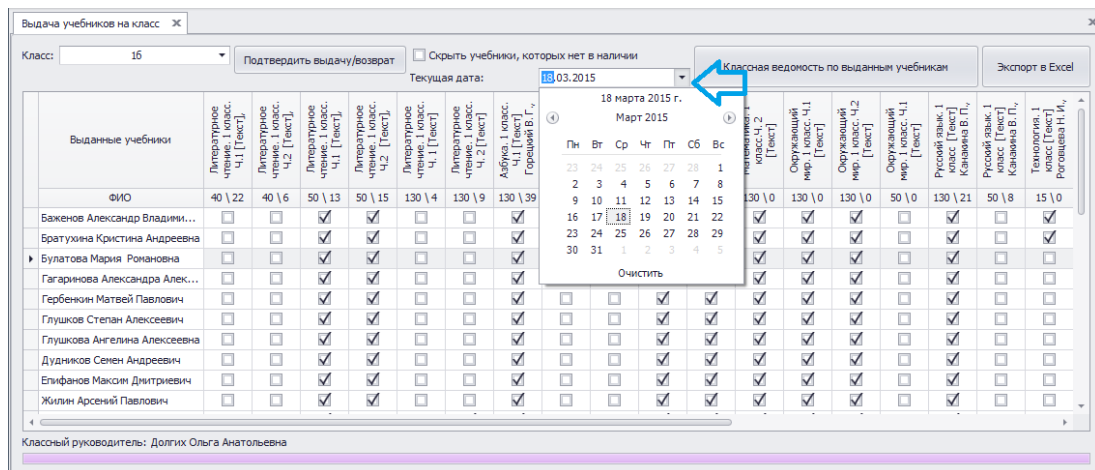 Выдача учебников на класс
Класс: 1б
Подтвердить выдачу/возврат
Скрыть учебники, которых нет в наличии
Текущая дата: 18.03.2015
Классная ведомость по выданным учебникам
Экспорт в Excel
18 марта 2015 г.
Март 2015
Пн Вт Ср Чт Пт Сб Вс
23 24 25 26 27 28 1
2 3 4 5 6 7 8
9 10 11 12 13 14 15
16 17 18 19 20 21 22
23 24 25 26 27 28 29
30 31 1 2 3 4 5
Очистить
Выданные учебники
Литературное чтение. 1 класс. Ч.1 [Текст],
Литературное чтение. 1 класс. Ч.2 [Текст],
Литературное чтение. 1 класс. Ч.1 [Текст],
Литературное чтение. 1 класс. Ч.2 [Текст],
Литературное чтение. 1 класс. Ч. 1 [Текст]
Литературное чтение. 1 класс. Ч. 2 [Текст]
Азбука. 1 класс. Ч.1 [Текст] Горецкий В. Г.,
Математика. 1 класс.Ч. 2 [Текст]
Окружающий мир. 1 класс. Ч.1 [Текст]
Окружающий мир. 1 класс. Ч.2 [Текст]
Окружающий мир. 1 класс. Ч.1 [Текст]
Русский язык. 1 класс [Текст] Канакина В. П.,
Русский язык. 1 класс [Текст] Канакина В. П.,
Технология. 1 класс [Текст] Роговцева Н. И.,
ФИО 40 \ 22 40 \ 6 50 \ 13 50 \ 15 130 \ 4 130 \ 9 130 \ 39 130 \ 0 130 \ 0 130 \ 0 50 \ 0 130 \ 21 50 \ 8 15 \ 0
Баженов Александр Владими...
Братухина Кристина Андреевна
Булатова Мария Романовна
Гагаринова Александра Алек...
Гербенкин Матвей Павлович
Глушков Степан Алексеевич
Глушкова Ангелина Алексеевна
Дудников Семен Андреевич
Епифанов Максим Дмитриевич
Жилин Арсений Павлович
Классный руководитель: Долгих Ольга Анатольевна